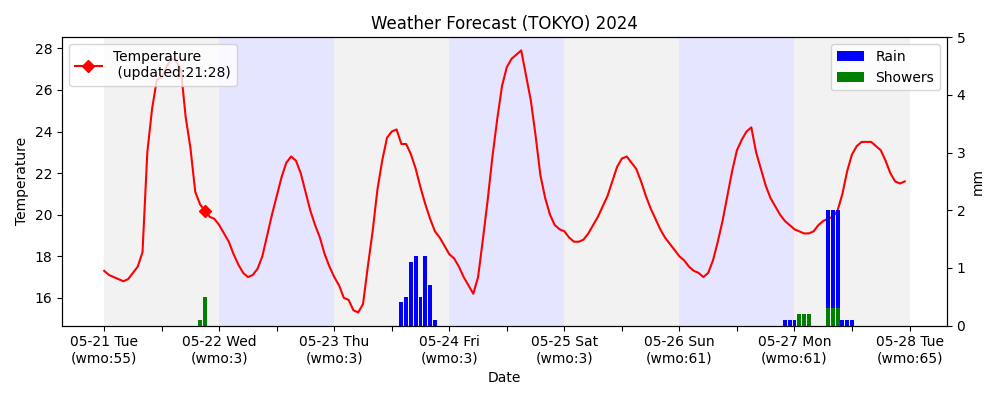 Weather Forecast (TOKYO) 2024
Temperature
(updated:21:28)
Rain
Showers
28
26
24
22
20
18
16
Temperature
5
4
3
2
1
0
mm
05-21 Tue
(wmo:55)
05-22 Wed
(wmo:3)
05-23 Thu
(wmo:3)
05-24 Fri
(wmo:3)
05-25 Sat
(wmo:3)
05-26 Sun
(wmo:61)
05-27 Mon
(wmo:61)
05-28 Tue
(wmo:65)
Date